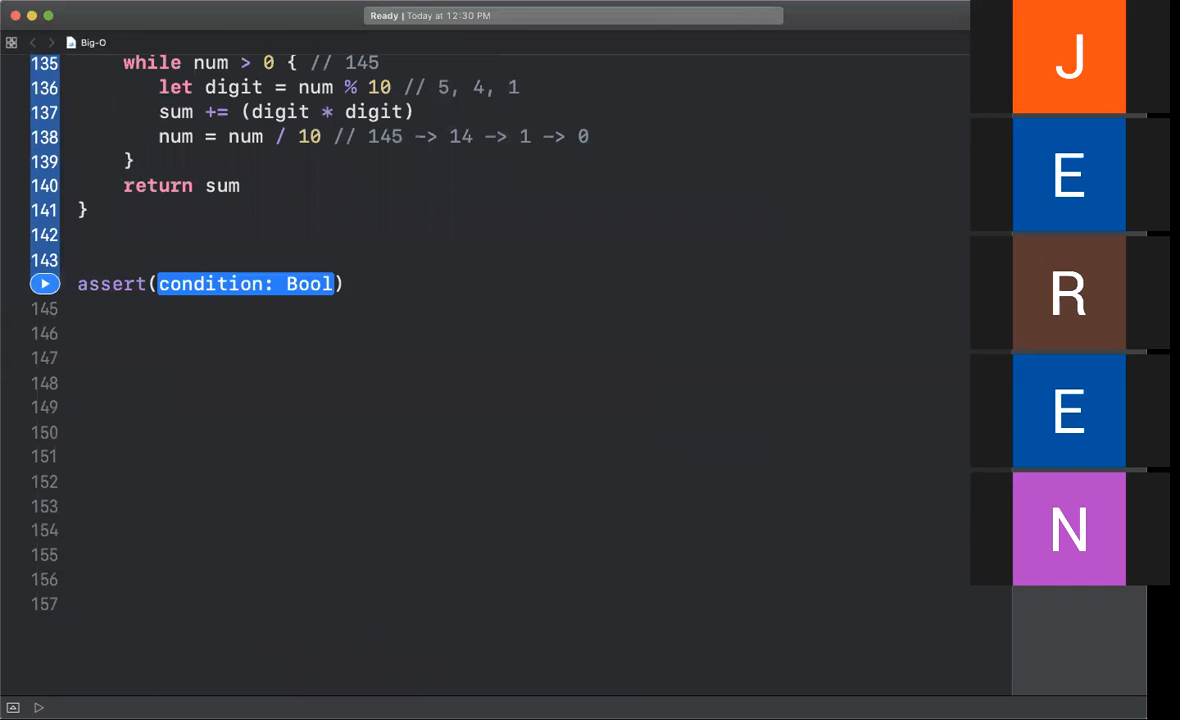 Ready | Today at 12:30 PM
Big-O
135 while num > 0 { // 145
136 let digit = num % 10 // 5, 4, 1
137 sum += (digit * digit)
138 num = num / 10 // 145 -> 14 -> 1 -> 0
139 }
140 return sum
141 }
142
143
assert(condition: Bool)
145
146
147
148
149
150
151
152
153
154
155
156
157
J
E
R
E
N